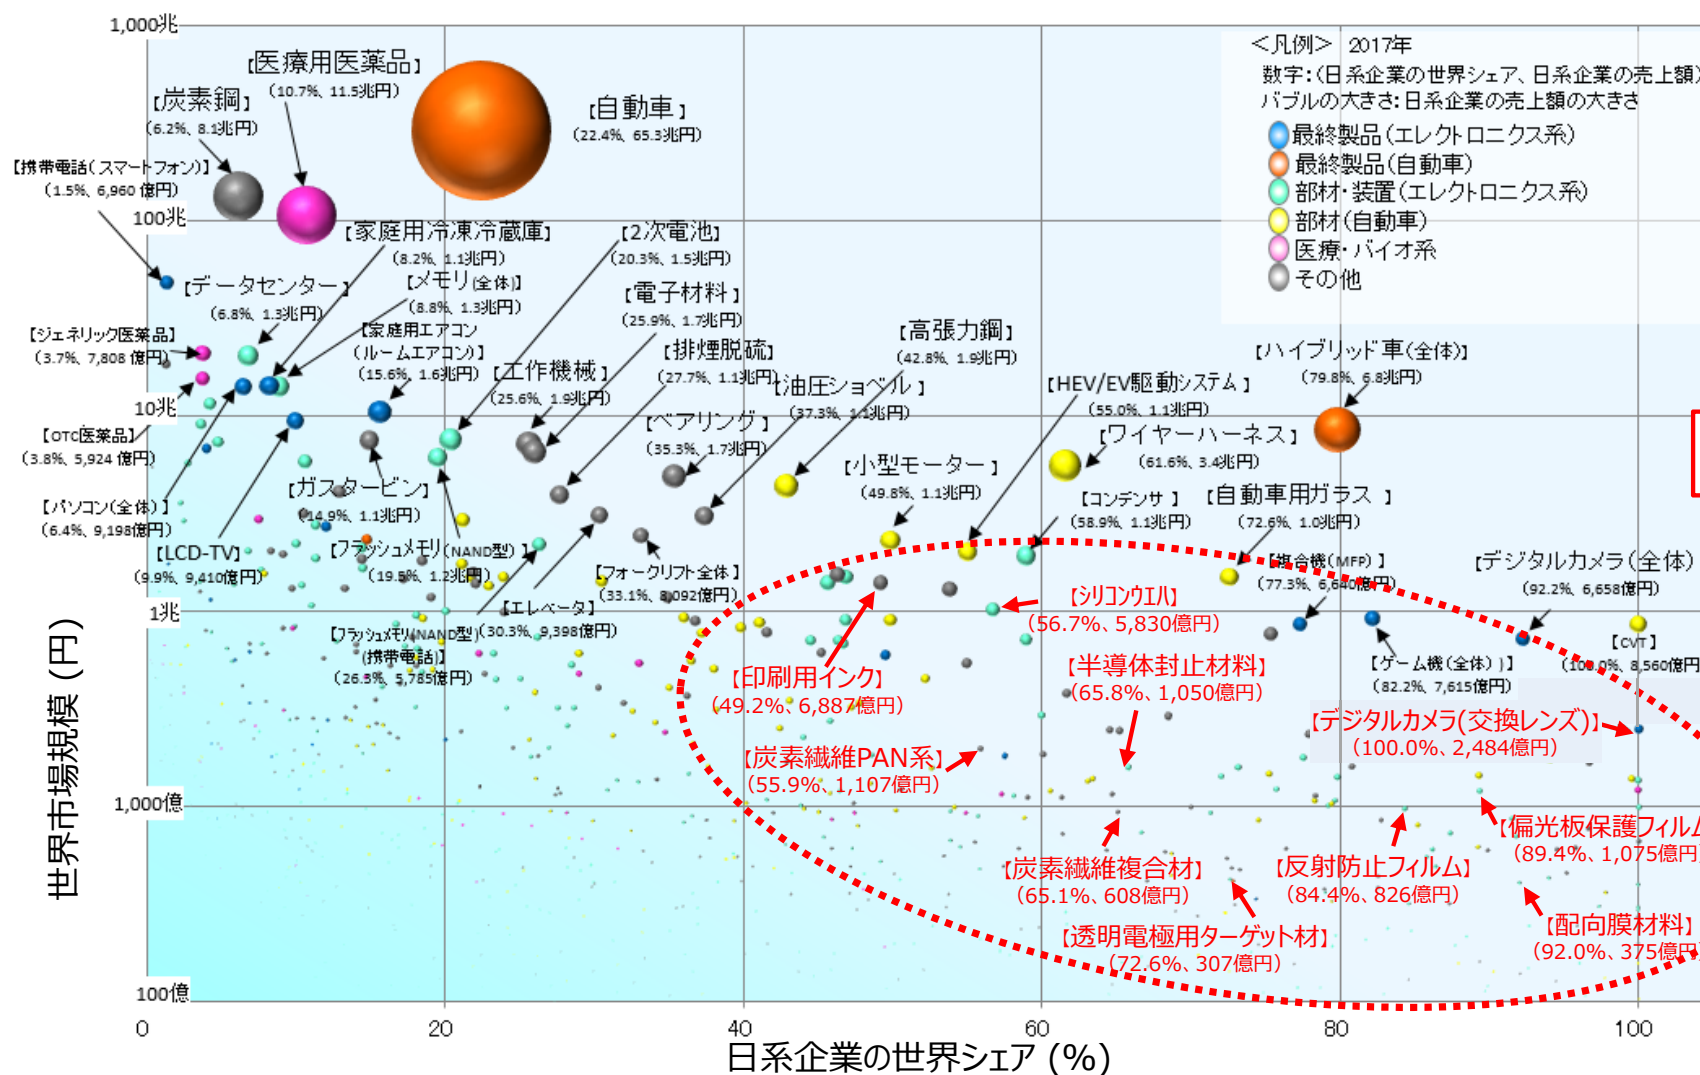 1,000兆
100兆
10兆
1兆
1,000億
100億
世界市場規模 (円)
0
20
40
60
80
100
日系企業の世界シェア (%)
＜凡例＞ 2017年
数字：(日系企業の世界シェア、日系企業の売上額)
バブルの大きさ：日系企業の売上額の大きさ
最終製品(エレクトロニクス系)
最終製品(自動車)
部材・装置(エレクトロニクス系)
部材(自動車)
医療・バイオ系
その他
【医療用医薬品】
(10.7%、11.5兆円)
【炭素鋼】
(6.2%、8.1兆円)
【自動車】
(22.4%、65.3兆円)
【携帯電話(スマートフォン)】
(1.5%、6,960億円)
【家庭用冷凍冷蔵庫】
(8.2%、1.1兆円)
【2次電池】
(20.3%、1.5兆円)
【データセンター】
(6.8%、1.3兆円)
【メモリ(全体)】
(8.8%、1.3兆円)
【電子材料】
(25.9%、1.7兆円)
【ジェネリック医薬品】
(3.7%、7,808億円)
【家庭用エアコン
(ルームエアコン)】
(15.6%、1.6兆円)
【工作機械】
(25.6%、1.9兆円)
【排煙脱硫】
(27.7%、1.1兆円)
【高張力鋼】
(42.8%、1.9兆円)
【油圧ショベル】
(37.3%、1.1兆円)
【ハイブリッド車(全体)】
(79.8%、6.8兆円)
【HEV/EV駆動システム】
(55.0%、1.1兆円)
【OTC医薬品】
(3.8%、5,924億円)
【ベアリング】
(35.3%、1.7兆円)
【ワイヤーハーネス】
(61.6%、3.4兆円)
【小型モーター】
(49.8%、1.1兆円)
【パソコン(全体)】
(6.4%、9,198億円)
【ガスタービン】
(14.9%、1.1兆円)
【コンデンサ】
(58.9%、1.1兆円)
【自動車用ガラス】
(72.6%、1.0兆円)
【LCD-TV】
(9.9%、9,410億円)
【フラッシュメモリ(NAND型)】
(19.5%、1.2兆円)
【フォークリフト全体】
(33.1%、8,092億円)
【複合機(MFP)】
(77.3%、6,640億円)
【デジタルカメラ(全体)
(92.2%、6,658億円)
【エレベータ】
(30.3%、9,398億円)
【フラッシュメモリ(NAND型)
(携帯電話)】
(26.3%、5,785億円)
【シリコンウエハ】
(56.7%、5,830億円)
【CVT】
(100.0%、8,560億円
【ゲーム機(全体)】
(82.2%、7,615億円)
【印刷用インク】
(49.2%、6,887億円)
【半導体封止材料】
(65.8%、1,050億円)
【デジタルカメラ(交換レンズ)】
(100.0%、2,484億円)
【炭素繊維PAN系】
(55.9%、1,107億円)
【偏光板保護フィルム
(89.4%、1,075億円)
【炭素繊維複合材】
(65.1%、608億円)
【反射防止フィルム】
(84.4%、826億円)
【透明電極用ターゲット材】
(72.6%、307億円)
【配向膜材料】
(92.0%、375億円)